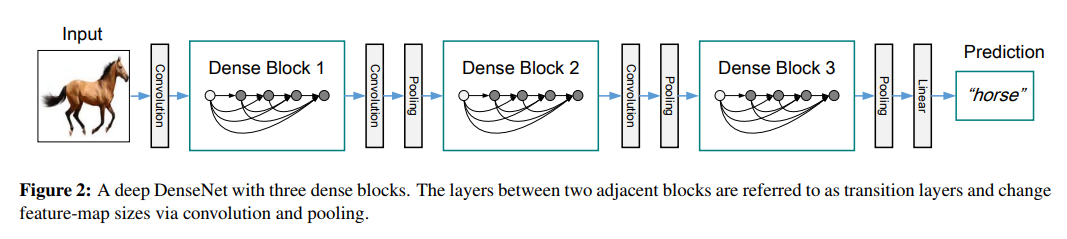 Input
Convolution
Dense Block 1
Convolution
Pooling
Dense Block 2
Convolution
Pooling
Dense Block 3
Pooling
Linear
Prediction
“horse”
Figure 2: A deep DenseNet with three dense blocks. The layers between two adjacent blocks are referred to as transition layers and change
feature-map sizes via convolution and pooling.